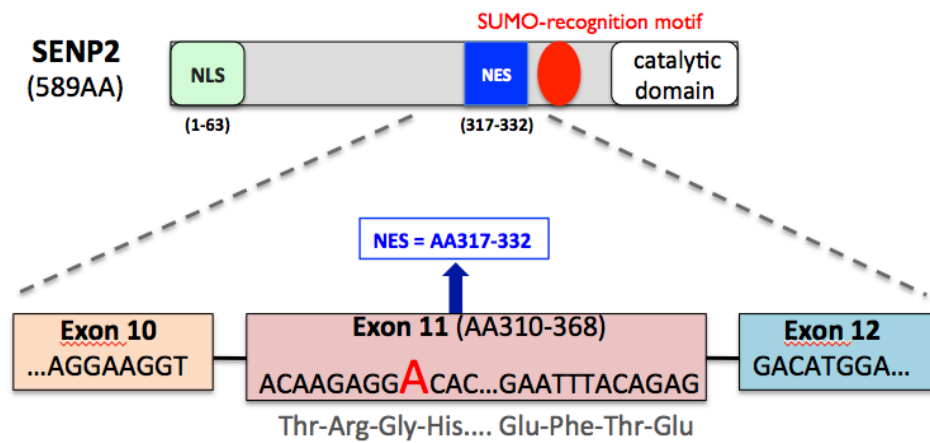 SUMO-recognition motif
SENP2
(589AA)
NLS
NES
catalytic
domain
(1-63)
(317-332)
NES = AA317-332
Exon 10
...AGGAAGGT
Exon 11 (AA310-368)
ACAAGAGGACAC...GAATTTACAGAG
Exon 12
GACATGGA...
Thr-Arg-Gly-His.... Glu-Phe-Thr-Glu